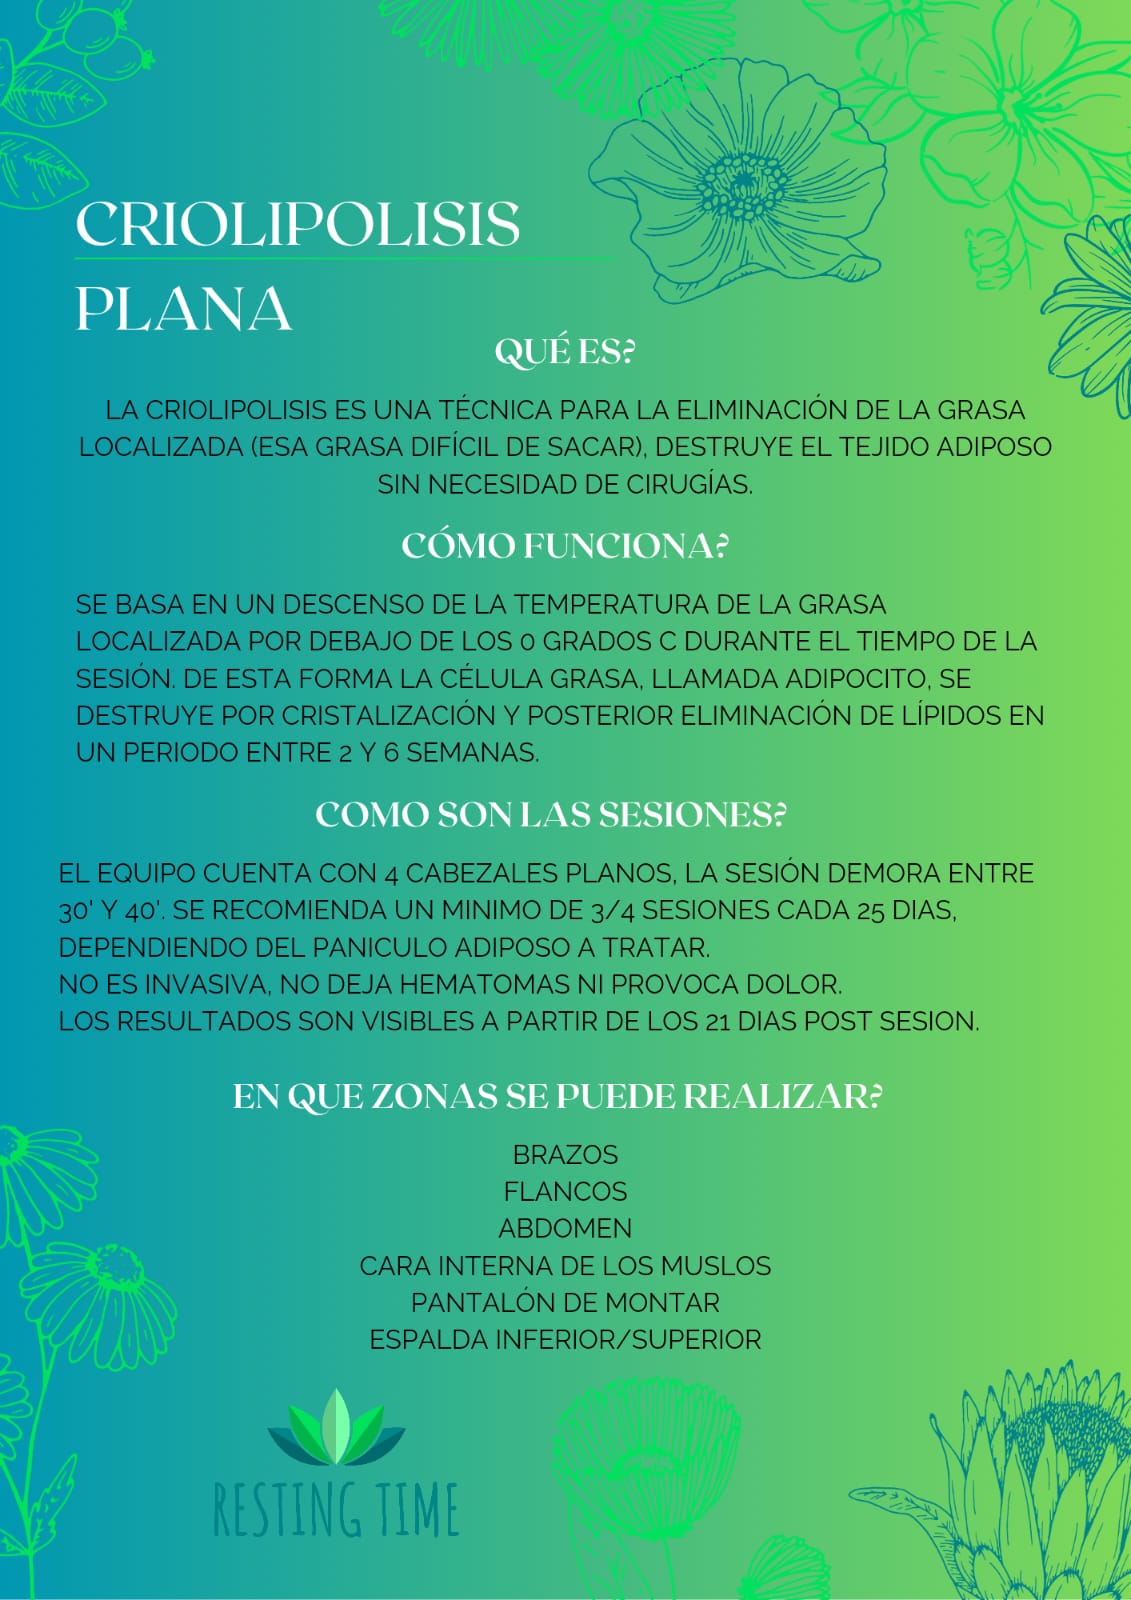 CRIOLIPOLISIS
PLANA
QUÉ ES?
LA CRIOLIPOLISIS ES UNA TÉCNICA PARA LA ELIMINACIÓN DE LA GRASA
LOCALIZADA (ESA GRASA DIFÍCIL DE SACAR), DESTRUYE EL TEJIDO ADIPOSO
SIN NECESIDAD DE CIRUGÍAS.
CÓMO FUNCIONA?
SE BASA EN UN DESCENSO DE LA TEMPERATURA DE LA GRASA
LOCALIZADA POR DEBAJO DE LOS 0 GRADOS C DURANTE EL TIEMPO DE LA
SESIÓN. DE ESTA FORMA LA CÉLULA GRASA, LLAMADA ADIPOCITO, SE
DESTRUYE POR CRISTALIZACIÓN Y POSTERIOR ELIMINACIÓN DE LÍPIDOS EN
UN PERIODO ENTRE 2 Y 6 SEMANAS.
COMO SON LAS SESIONES?
EL EQUIPO CUENTA CON 4 CABEZALES PLANOS, LA SESIÓN DEMORA ENTRE
30' Y 40'. SE RECOMIENDA UN MINIMO DE 3/4 SESIONES CADA 25 DIAS,
DEPENDIENDO DEL PANICULO ADIPOSO A TRATAR.
NO ES INVASIVA, NO DEJA HEMATOMAS NI PROVOCA DOLOR.
LOS RESULTADOS SON VISIBLES A PARTIR DE LOS 21 DIAS POST SESION.
EN QUE ZONAS SE PUEDE REALIZAR?
BRAZOS
FLANCOS
ABDOMEN
CARA INTERNA DE LOS MUSLOS
PANTALÓN DE MONTAR
ESPALDA INFERIOR/SUPERIOR
RESTING TIME